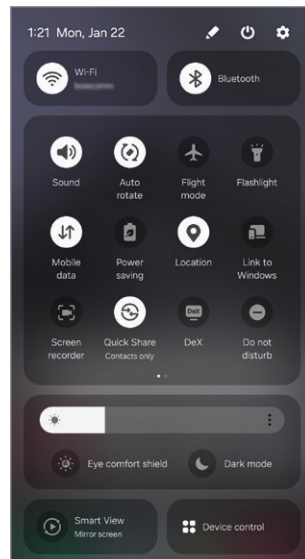 1:21 Mon, Jan 22
Wi-Fi
Bluetooth
Sound
Auto
rotate
Flight
mode
Flashlight
Mobile
data
Power
saving
Location
Link to
Windows
Screen
recorder
Quick Share
Contacts only
DeX
DeX
Do not
disturb
Eye comfort shield
Dark mode
Smart View
Mirror screen
Device control